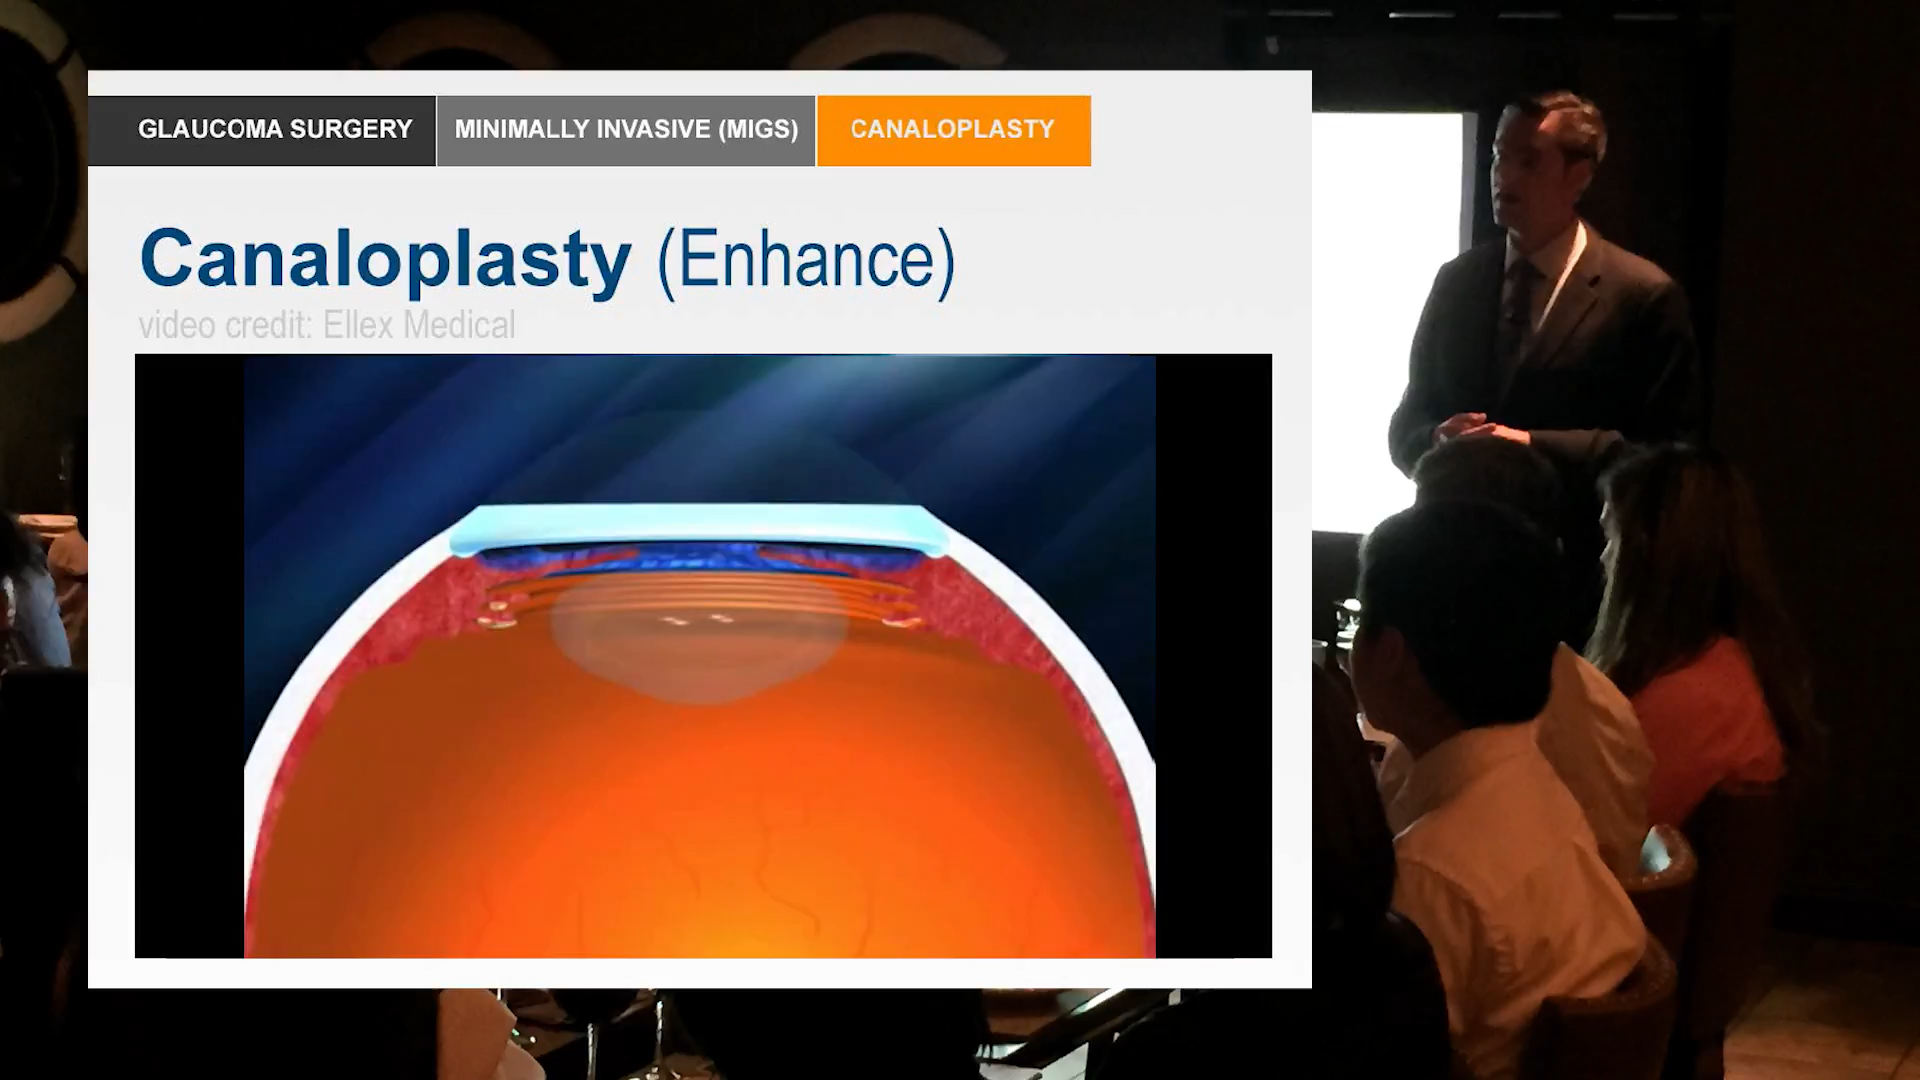 GLAUCOMA SURGERY MINIMALLY INVASIVE (MIGS) CANALOPLASTY
Canaloplasty (Enhance)
video credit: Ellex Medical